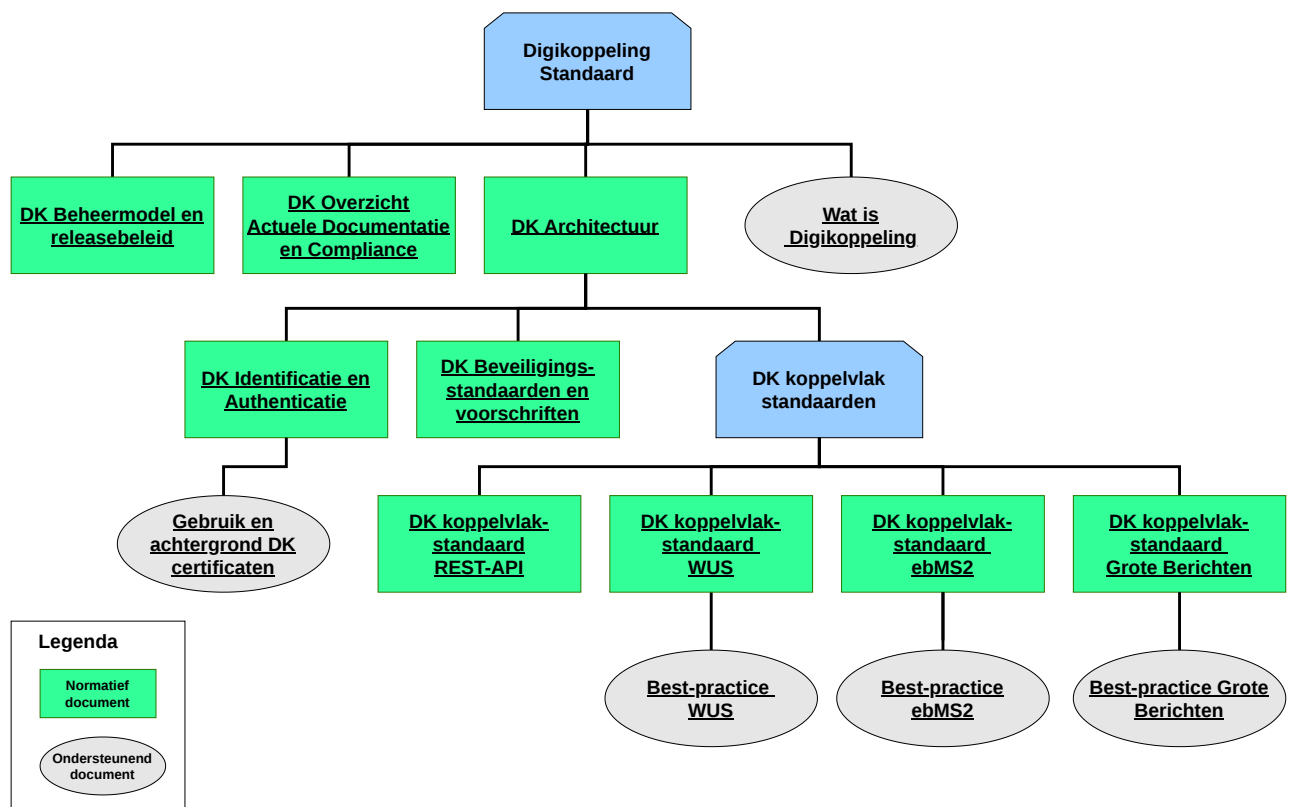 Digikoppeling
Standaard
DK Beheermodel en
releasebeleid
DK Overzicht
Actuele Documentatie
en Compliance
DK Architectuur
Wat is
Digikoppeling
DK Identificatie en
Authenticatie
DK Beveiligings-
standaarden en
voorschriften
DK koppelvlak
standaarden
Gebruik en
achtergrond DK
certificaten
DK koppelvlak-
standaard
REST-API
DK koppelvlak-
standaard
WUS
DK koppelvlak-
standaard
ebMS2
DK koppelvlak-
standaard
Grote Berichten
Best-practice
WUS
Best-practice
ebMS2
Best-practice Grote
Berichten
Legenda
Normatief
document
Ondersteunend
document